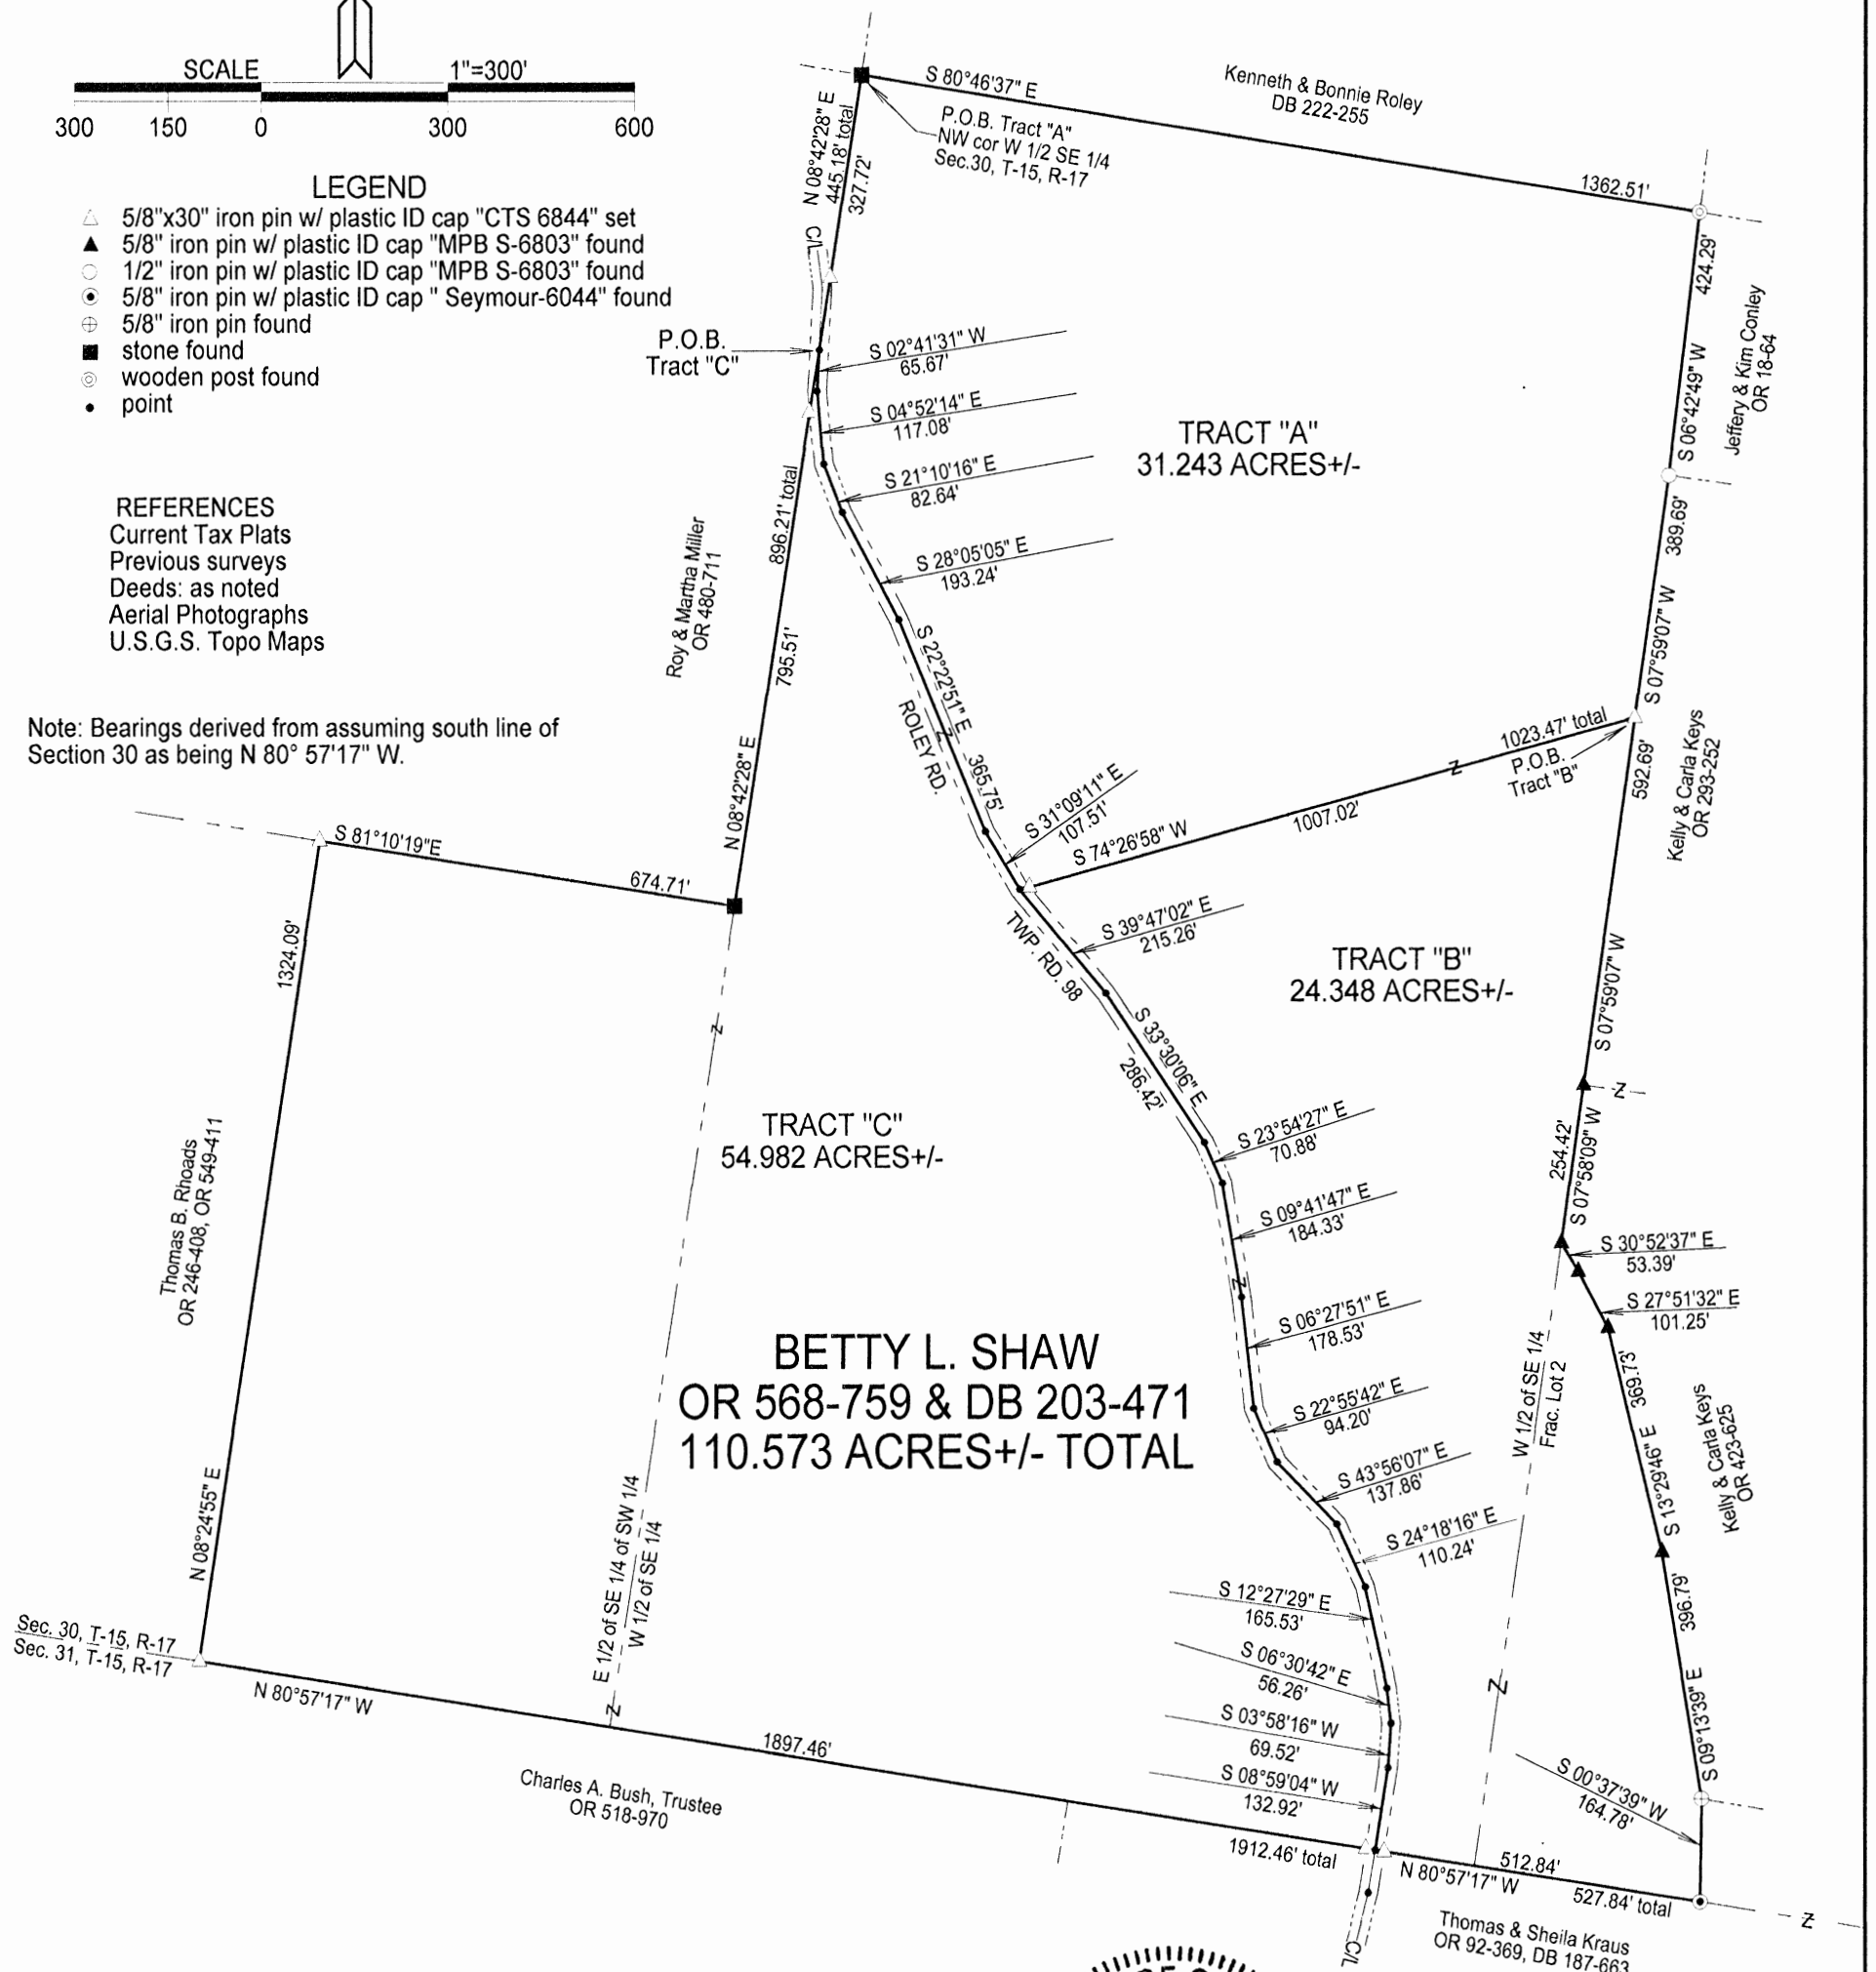 SCALE 1"=300'
300 150 0 300 600
LEGEND
5/8"x30" iron pin w/ plastic ID cap "CTS 6844" set
5/8" iron pin w/ plastic ID cap "MPB S-6803" found
1/2" iron pin w/ plastic ID cap "MPB S-6803" found
5/8" iron pin w/ plastic ID cap " Seymour-6044" found
5/8" iron pin found
stone found
wooden post found
point
REFERENCES
Current Tax Plats
Previous surveys
Deeds: as noted
Aerial Photographs
U.S.G.S. Topo Maps
Note: Bearings derived from assuming south line of
Section 30 as being N 80° 57'17" W.
S 80°46'37" E
1362.51'
Kenneth & Bonnie Roley
DB 222-255
P.O.B. Tract "A"
NW cor W 1/2 SE 1/4
Sec.30, T-15, R-17
N 08°42'28" E
445.18' total
327.72'
C/L
P.O.B.
Tract "C"
S 02°41'31" W
65.67'
S 04°52'14" E
117.08'
S 21°10'16" E
82.64'
S 28°05'05" E
193.24'
S 22°22'51" E
365.75'
ROLEY RD.
Z
S 31°09'11" E
107.51'
TRACT "A"
31.243 ACRES+/-
424.29'
S 06°42'49" W
Jeffery & Kim Conley
OR 18-64
389.69'
S 07°59'07" W
1023.47' total
P.O.B.
Tract "B"
Z
1007.02'
S 74°26'58" W
592.69'
Kelly & Carla Keys
OR 293-252
S 07°59'07" W
896.21' total
795.51'
Roy & Martha Miller
OR 480-711
N 08°42'28" E
S 81°10'19"E
674.71'
1324.09'
N 08°24'55" E
Thomas B. Rhoads
OR 246-408, OR 549-411
TWP. RD. 98
S 39°47'02" E
215.26'
TRACT "B"
24.348 ACRES+/-
S 33°30'06" E
286.42'
Z
TRACT "C"
54.982 ACRES+/-
S 23°54'27" E
70.88'
S 09°41'47" E
184.33'
Z
S 06°27'51" E
178.53'
S 22°55'42" E
94.20'
S 43°56'07" E
137.86'
S 24°18'16" E
110.24'
S 12°27'29" E
165.53'
S 06°30'42" E
56.26'
S 03°58'16" W
69.52'
S 08°59'04" W
132.92'
BETTY L. SHAW
OR 568-759 & DB 203-471
110.573 ACRES+/- TOTAL
Z
254.42'
S 07°58'09" W
S 30°52'37" E
53.39'
S 27°51'32" E
101.25'
369.73'
S 13°29'46" E
Kelly & Carla Keys
OR 423-625
396.79'
S 09°13'39" E
S 00°37'39" W
164.78'
W 1/2 of SE 1/4
Frac. Lot 2
Z
E 1/2 of SE 1/4 of SW 1/4
W 1/2 of SE 1/4
Z
Sec. 30, T-15, R-17
Sec. 31, T-15, R-17
N 80°57'17" W
1897.46'
1912.46' total
Charles A. Bush, Trustee
OR 518-970
N 80°57'17" W
512.84'
527.84' total
Z
Thomas & Sheila Kraus
OR 92-369, DB 187-663
C/L